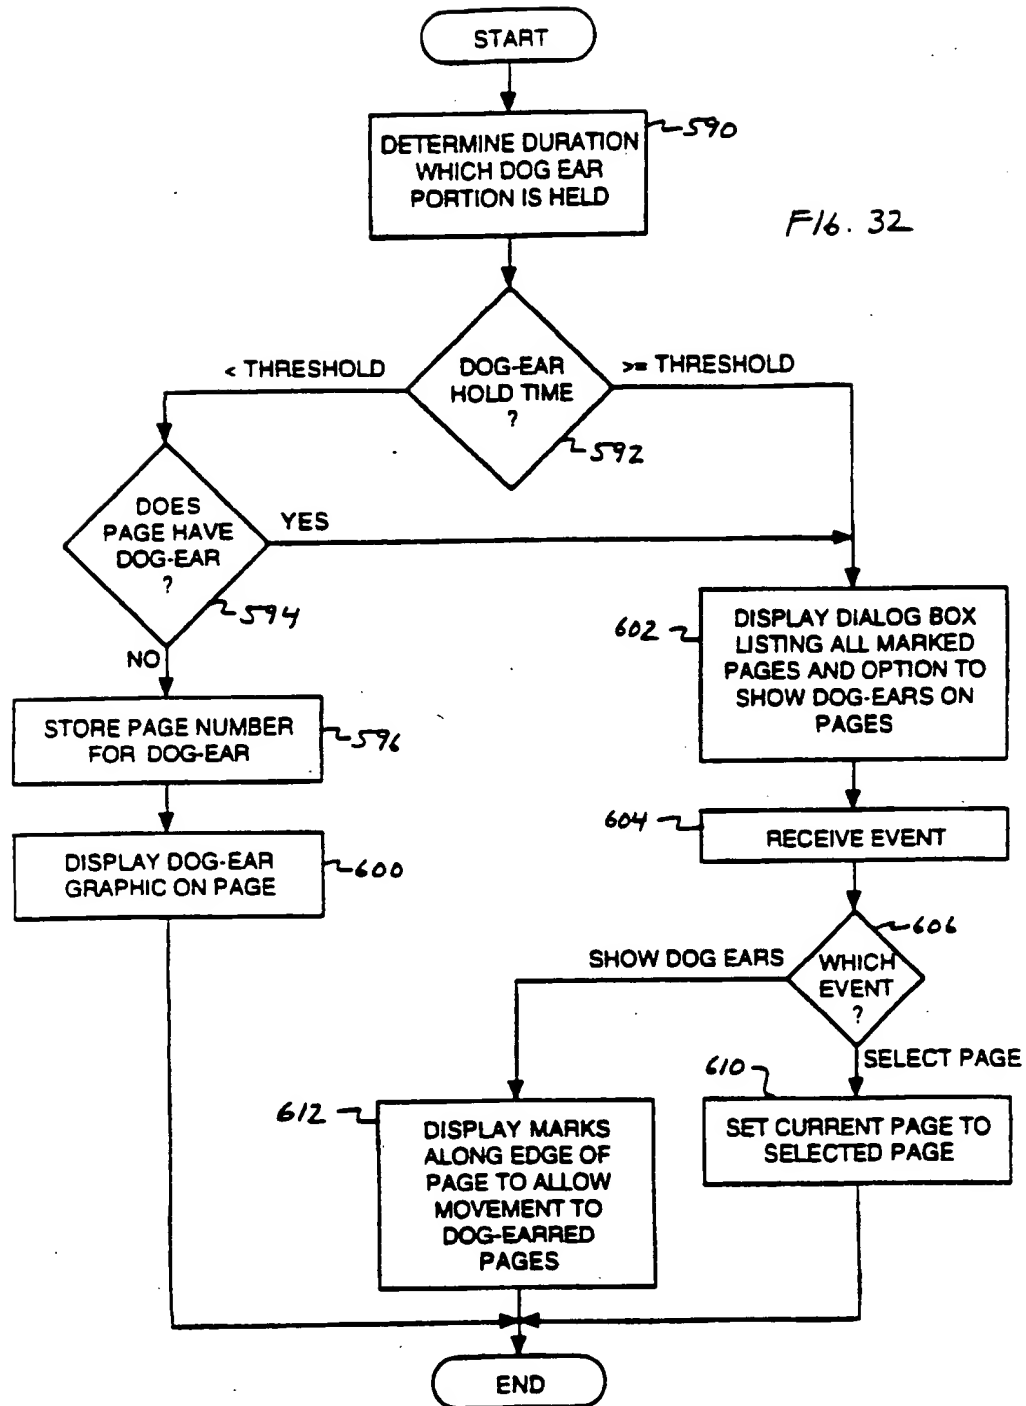 START
DETERMINE DURATION
WHICH DOG EAR
PORTION IS HELD
590
FIG. 32
< THRESHOLD
DOG-EAR
HOLD TIME
?
>= THRESHOLD
592
DOES
PAGE HAVE
DOG-EAR
?
YES
594
NO
STORE PAGE NUMBER
FOR DOG-EAR
596
DISPLAY DOG-EAR
GRAPHIC ON PAGE
600
602
DISPLAY DIALOG BOX
LISTING ALL MARKED
PAGES AND OPTION TO
SHOW DOG-EARS ON
PAGES
604
RECEIVE EVENT
606
SHOW DOG EARS
WHICH
EVENT
?
SELECT PAGE
610
SET CURRENT PAGE TO
SELECTED PAGE
612
DISPLAY MARKS
ALONG EDGE OF
PAGE TO ALLOW
MOVEMENT TO
DOG-EARRED
PAGES
END